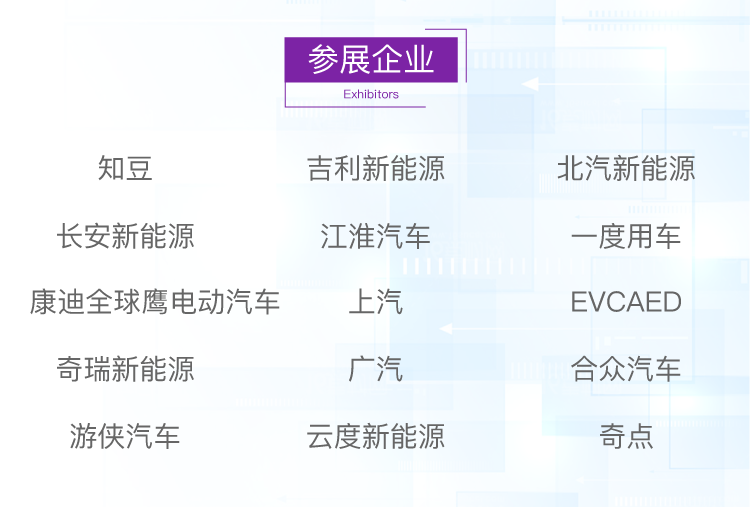 参展企业
Exhibitors
知豆 吉利新能源 北汽新能源
长安新能源 江淮汽车 一度用车
康迪全球鹰电动汽车 上汽 EVCAED
奇瑞新能源 广汽 合众汽车
游侠汽车 云度新能源 奇点